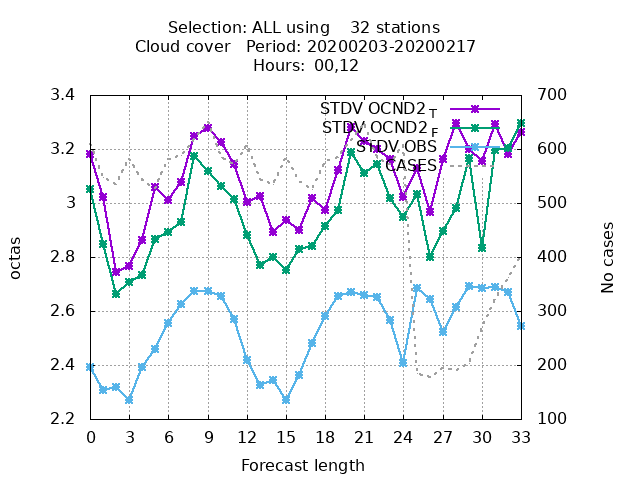 Selection: ALL using 32 stations
Cloud cover Period: 20200203-20200217
Hours: 00,12
3.4
3.2
3
2.8
2.6
2.4
2.2
octas
700
600
500
400
300
200
100
No cases
STDV OCND2 T
STDV OCND2 F
STDV OBS
CASES
0 3 6 9 12 15 18 21 24 27 30 33
Forecast length